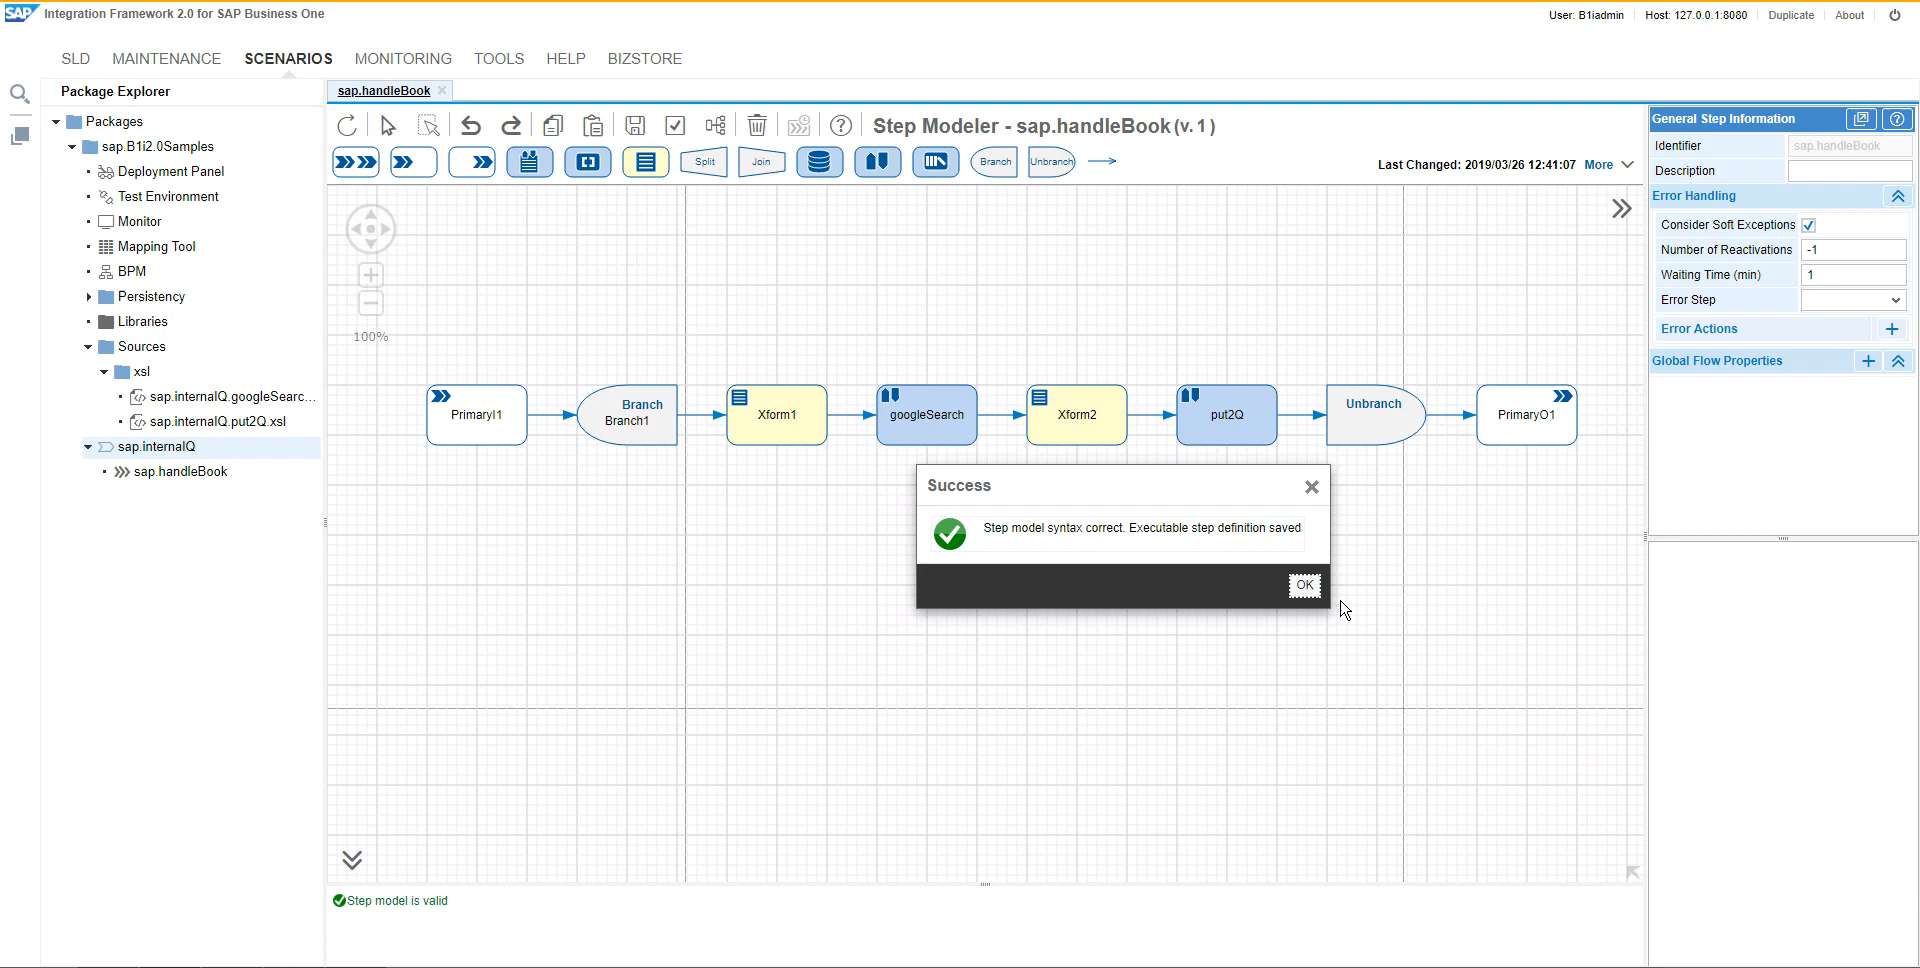 SAP Integration Framework 2.0 for SAP Business One
User: B1iadmin Host: 127.0.0.1:8080 Duplicate About
SLD MAINTENANCE SCENARIOS MONITORING TOOLS HELP BIZSTORE
Package Explorer
Packages
sap.B1i2.0Samples
Deployment Panel
Test Environment
Monitor
Mapping Tool
BPM
Persistency
Libraries
Sources
xsl
sap.internalQ.googleSearc...
sap.internalQ.put2Q.xsl
sap.internalQ
sap.handleBook
sap.handleBook
Step Modeler - sap.handleBook (v. 1)
Split Join Branch Unbranch
Last Changed: 2019/03/26 12:41:07 More
100%
PrimaryI1
Branch
Branch1
Xform1
googleSearch
Xform2
put2Q
Unbranch
PrimaryO1
Success
Step model syntax correct. Executable step definition saved
OK
Step model is valid
General Step Information
Identifier sap.handleBook
Description
Error Handling
Consider Soft Exceptions
Number of Reactivations -1
Waiting Time (min) 1
Error Step
Error Actions
Global Flow Properties